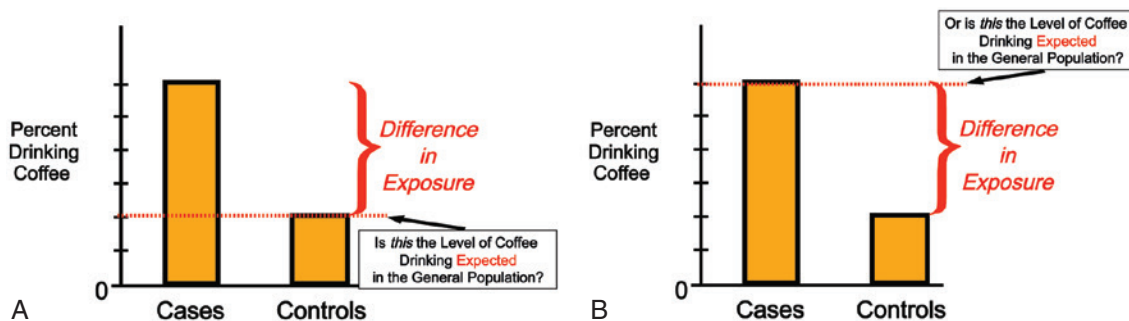 Percent
Drinking
Coffee
0
Cases
Controls
Difference
in
Exposure
Is this the Level of Coffee
Drinking Expected
in the General Population?
A
Or is this the Level of Coffee
Drinking Expected
in the General Population?
Percent
Drinking
Coffee
0
Cases
Controls
Difference
in
Exposure
B